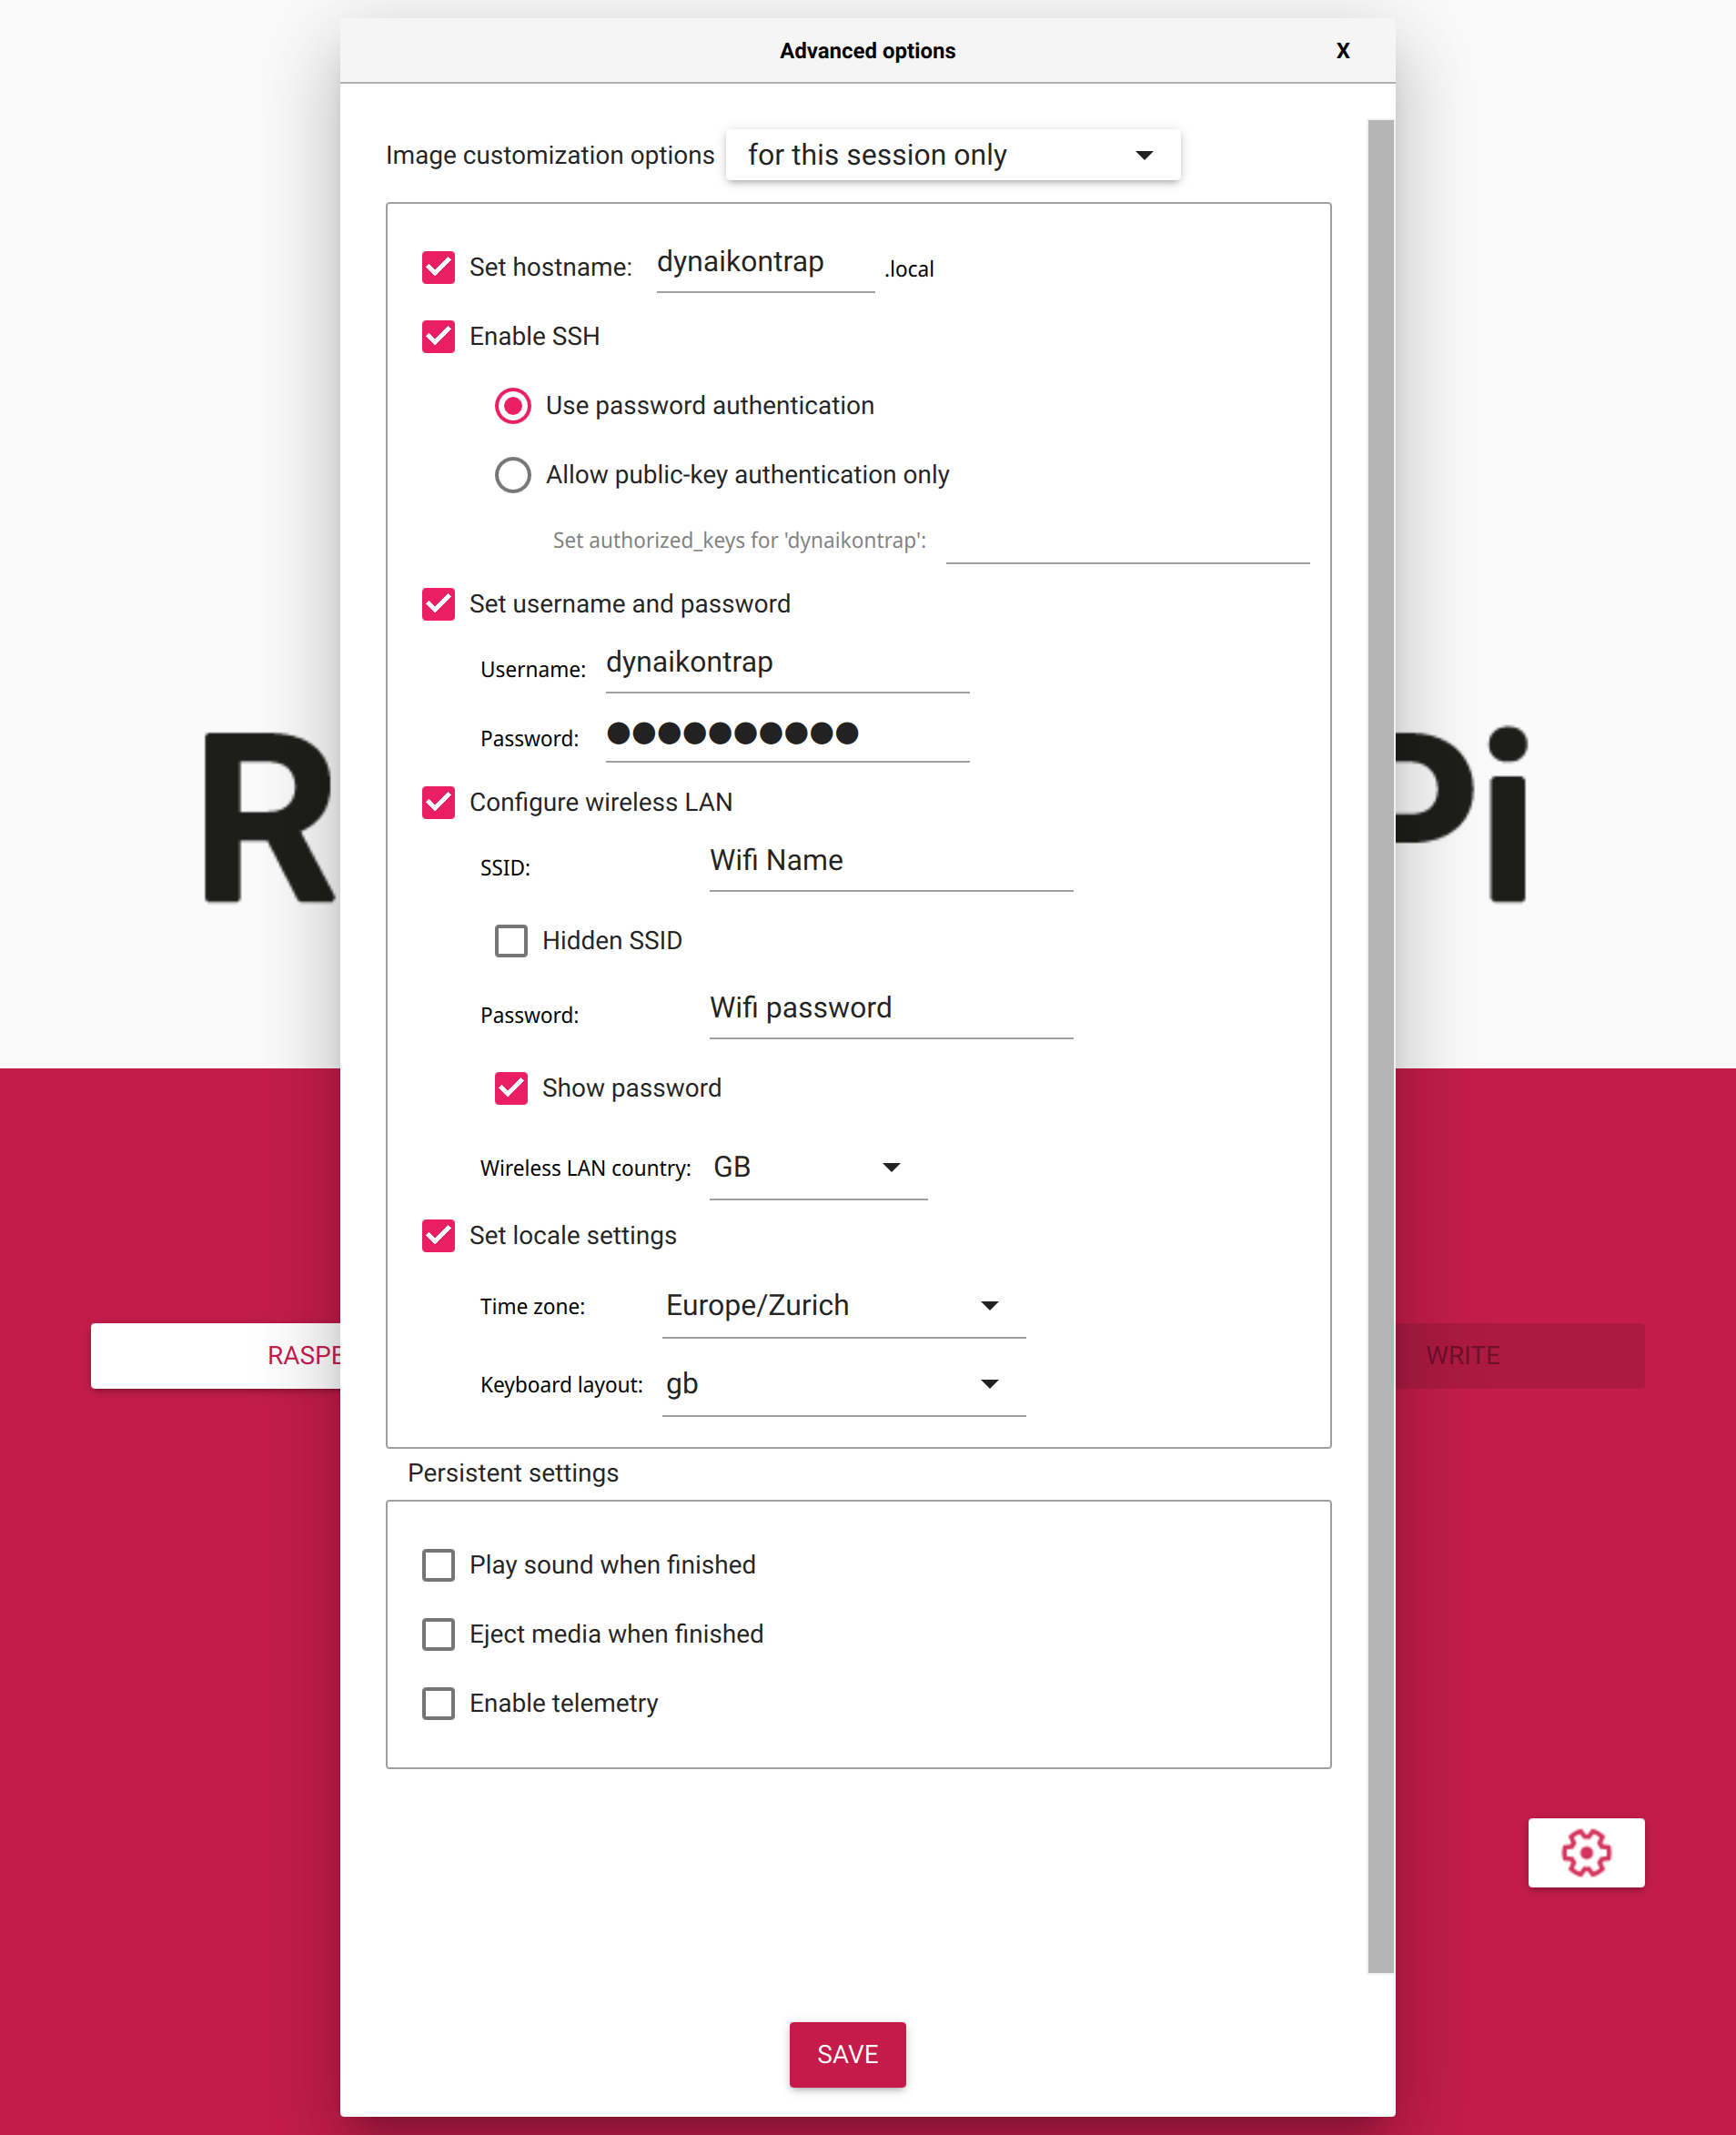 Advanced options X
Image customization options for this session only
Set hostname: dynaikontrap .local
Enable SSH
Use password authentication
Allow public-key authentication only
Set authorized_keys for 'dynaikontrap':
Set username and password
Username: dynaikontrap
Password: ●●●●●●●●●●
R Pi
Configure wireless LAN
SSID: Wifi Name
Hidden SSID
Password: Wifi password
Show password
Wireless LAN country: GB
Set locale settings
Time zone: Europe/Zurich
RASPE WRITE
Keyboard layout: gb
Persistent settings
Play sound when finished
Eject media when finished
Enable telemetry
SAVE